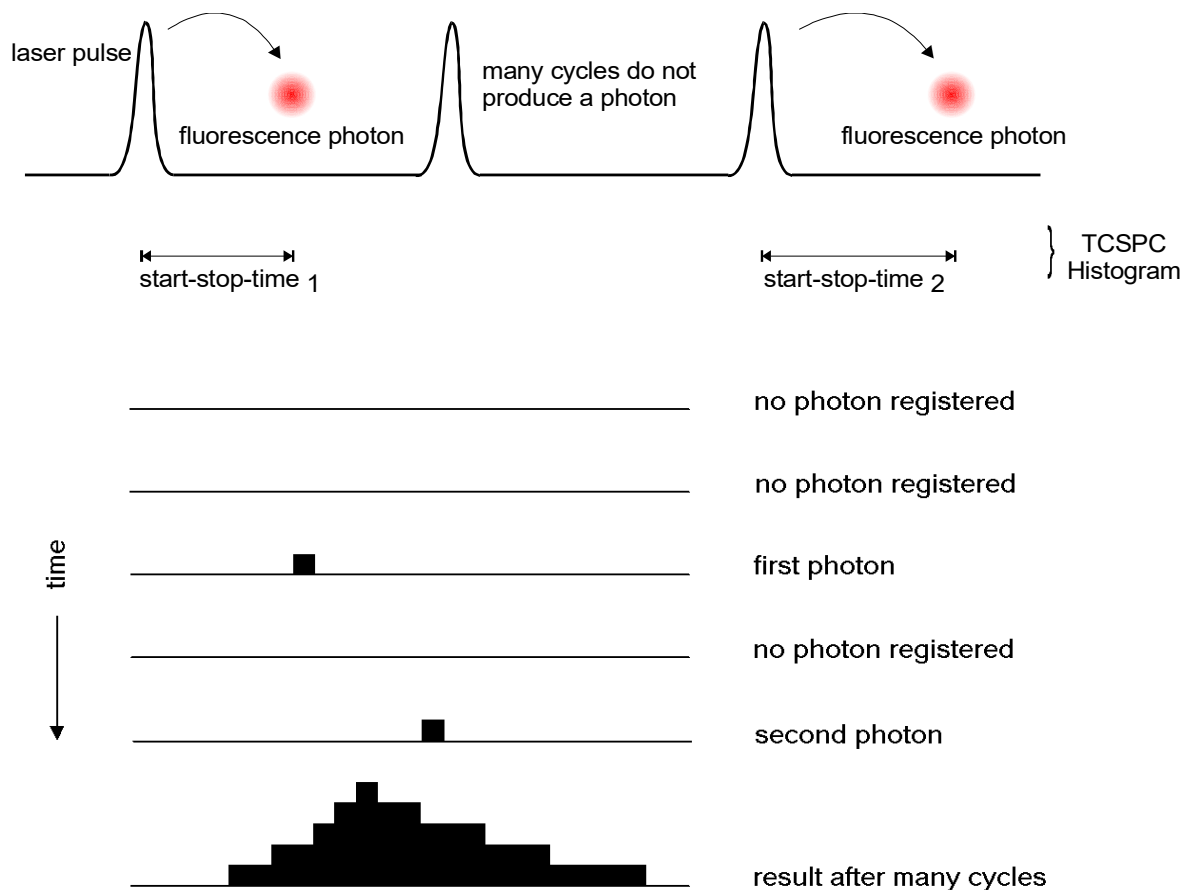 laser pulse
fluorescence photon
many cycles do not
produce a photon
fluorescence photon
start-stop-time 1
start-stop-time 2
TCSPC
Histogram
no photon registered
no photon registered
time
first photon
no photon registered
second photon
result after many cycles